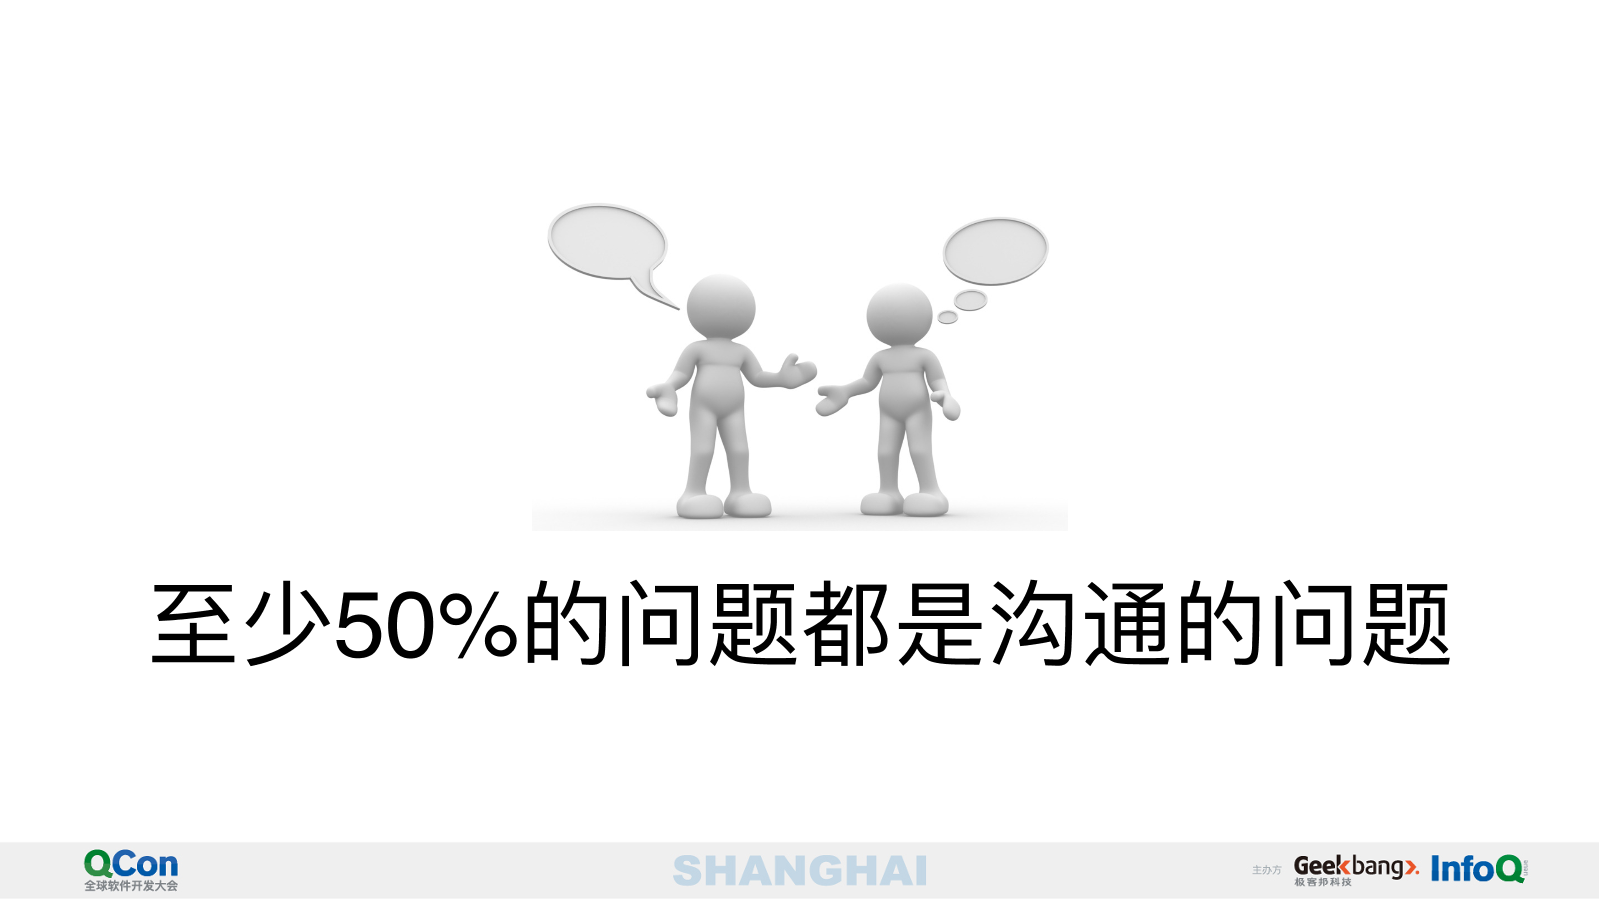 至少50%的问题都是沟通的问题
QCon
全球软件开发大会
SHANGHAI
主办方
Geekbang
极客邦科技
InfoQ